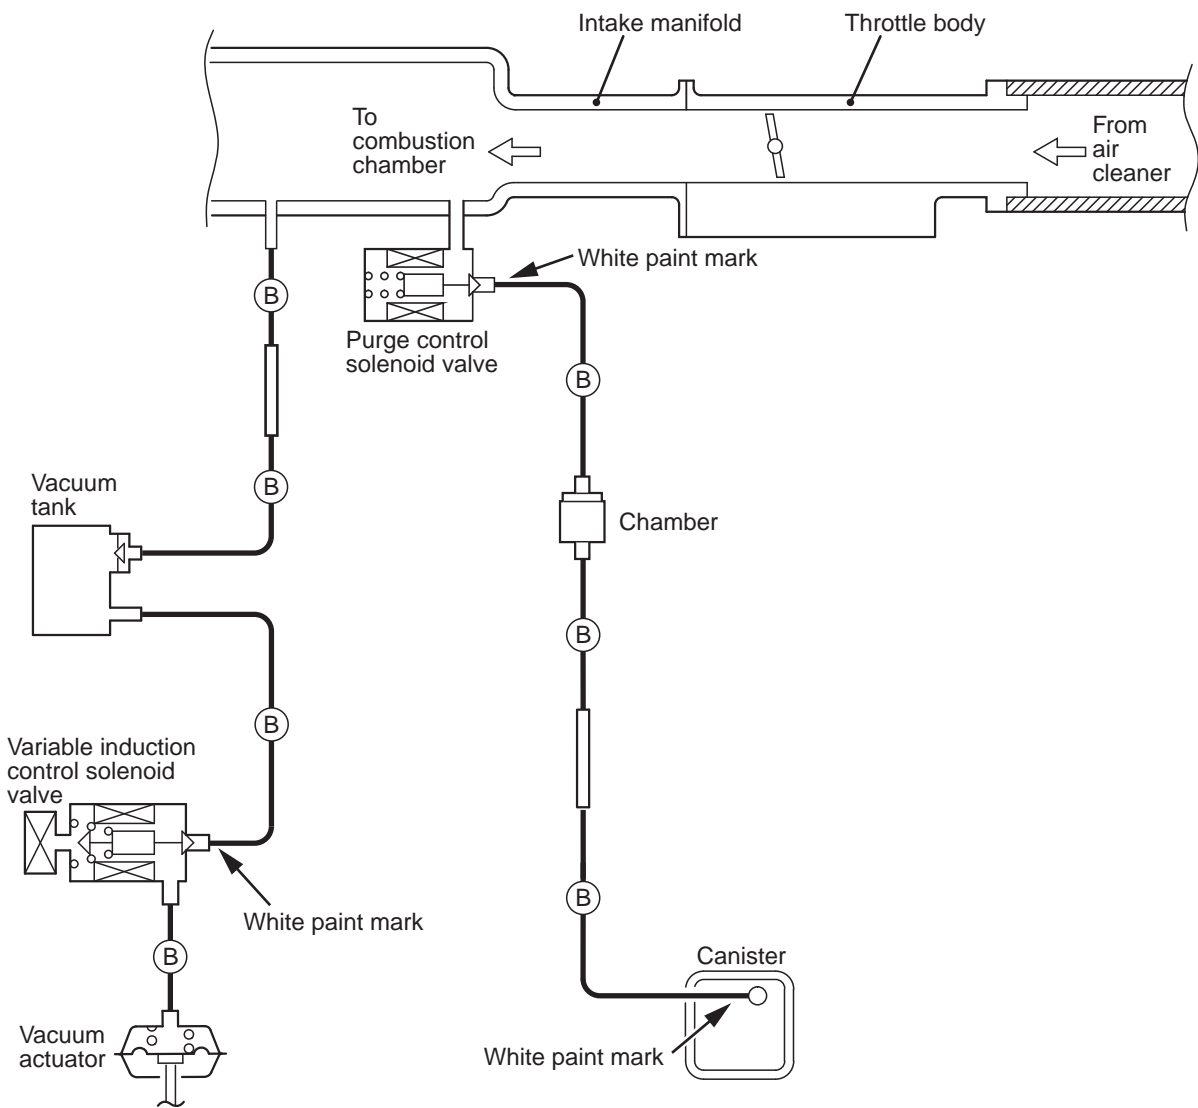 Intake manifold
Throttle body
To
combustion
chamber
From
air
cleaner
White paint mark
B
Purge control
solenoid valve
B
Vacuum
tank
B
Chamber
B
B
Variable induction
control solenoid
valve
B
White paint mark
B
Canister
Vacuum
actuator
White paint mark